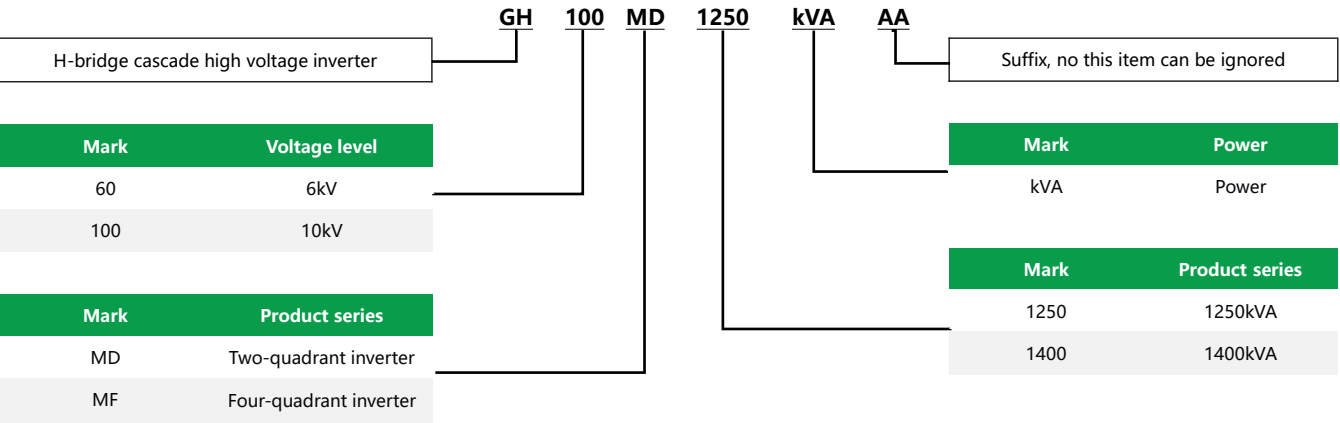 GH 100 MD 1250 kVA AA
H-bridge cascade high voltage inverter
Suffix, no this item can be ignored
Mark Voltage level
60 6kV
100 10kV
Mark Product series
MD Two-quadrant inverter
MF Four-quadrant inverter
Mark Power
kVA Power
Mark Product series
1250 1250kVA
1400 1400kVA